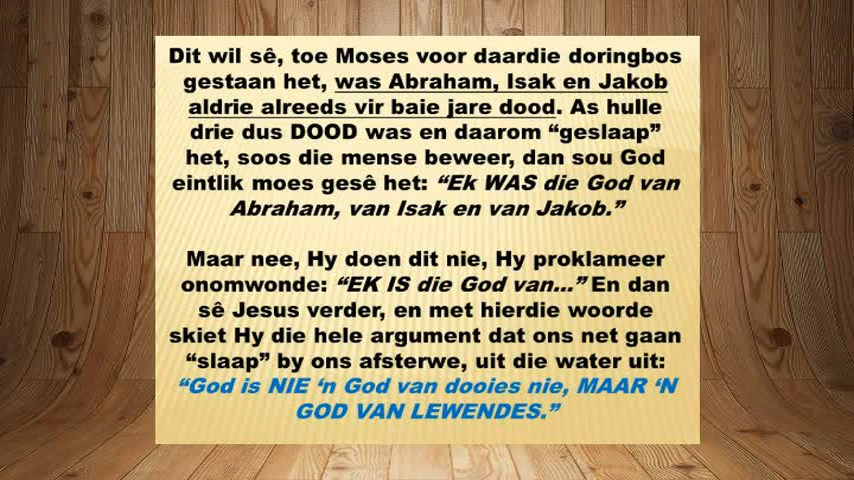 Dit wil sê, toe Moses voor daardie doringbos
gestaan het, was Abraham, Isak en Jakob
aldrie alreeds vir baie jare dood. As hulle
drie dus DOOD was en daarom “geslaap”
het, soos die mense beweer, dan sou God
eintlik moes gesê het: “Ek WAS die God van
Abraham, van Isak en van Jakob.”
Maar nee, Hy doen dit nie, Hy proklameer
onomwonde: “EK IS die God van...” En dan
sê Jesus verder, en met hierdie woorde
skiet Hy die hele argument dat ons net gaan
“slaap” by ons afsterwe, uit die water uit:
“God is NIE ‘n God van dooies nie, MAAR ‘N
GOD VAN LEWENDES.”